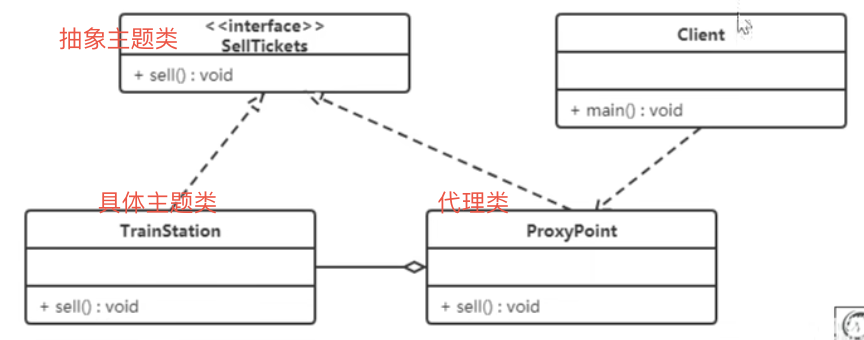 抽象主题类
<<interface>>
SellTickets
+ sell() : void
Client
+ main() : void
具体主题类
TrainStation
+ sell() : void
代理类
ProxyPoint
+ sell() : void